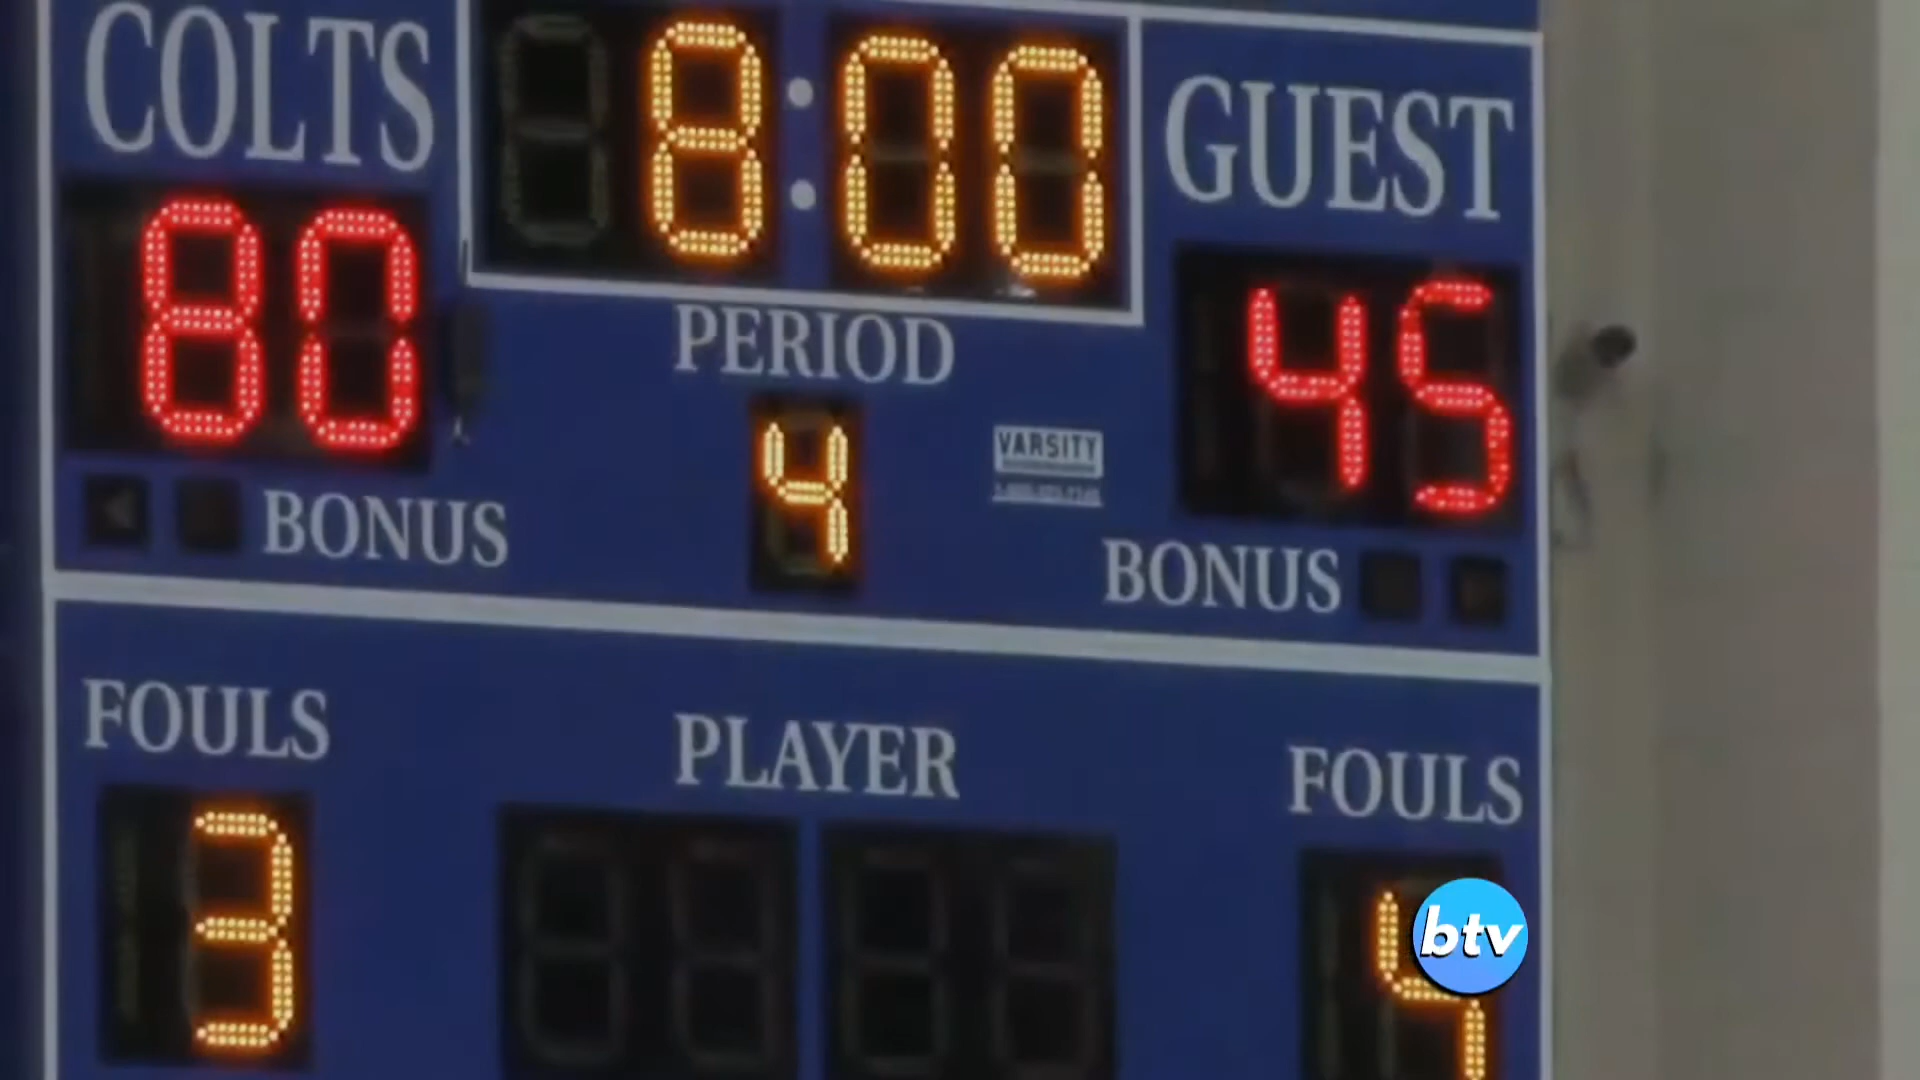 COLTS 8:00 GUEST
80 45
PERIOD
4
VARSITY
BONUS BONUS
FOULS PLAYER FOULS
3 4
btv